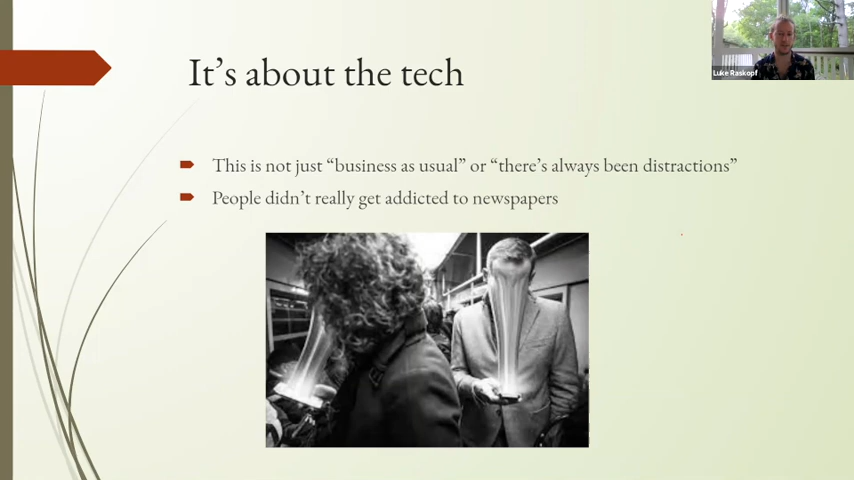 It’s about the tech
Luke Raskopf
This is not just “business as usual” or “there’s always been distractions”
People didn’t really get addicted to newspapers